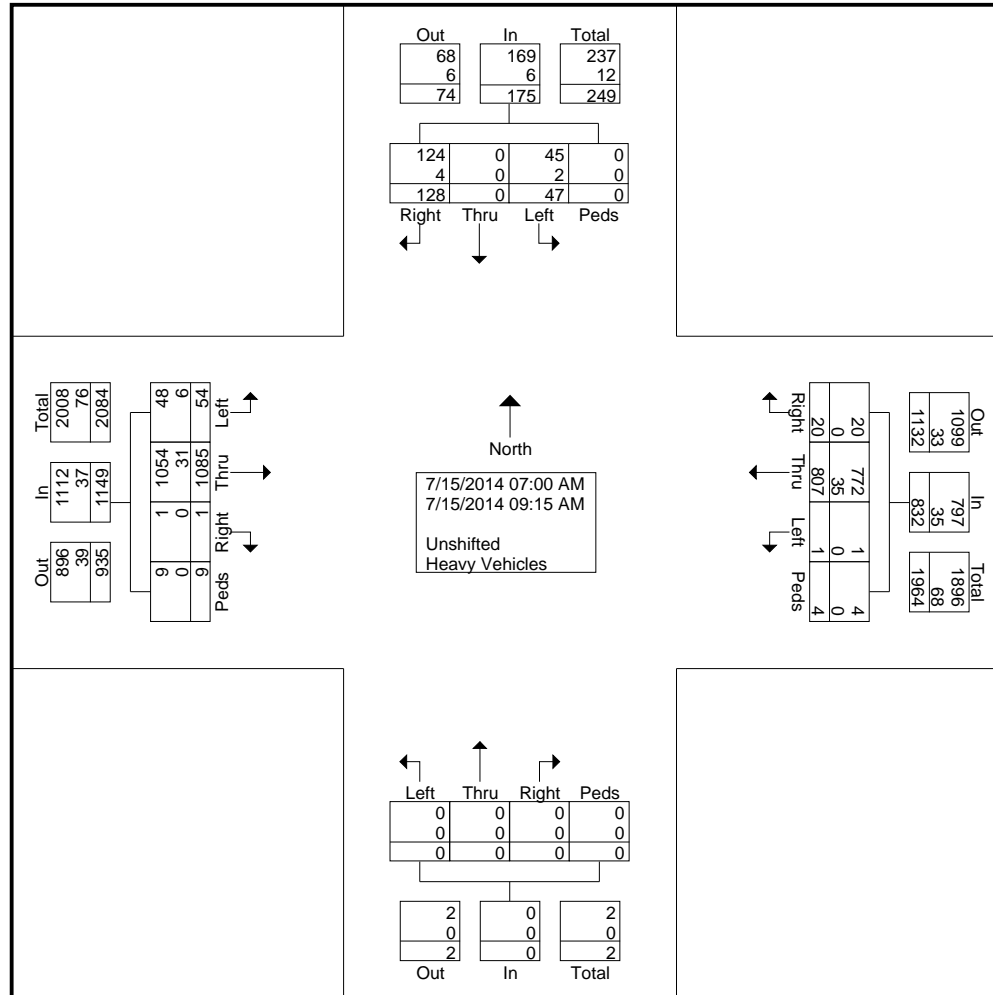 Out In Total
68 169 237
6 6 12
74 175 249
124 0 45 0
4 0 2 0
128 0 47 0
Right Thru Left Peds
Total
2008
76
2084
In
1112
37
1149
Out
896
39
935
48 6 54 Left
1054 31 1085 Thru
1 0 1 Right
9 0 9 Peds
North
7/15/2014 07:00 AM
7/15/2014 09:15 AM
Unshifted
Heavy Vehicles
Right 20 0 20
Thru 772 35 807
Left 1 0 1
Peds 4 0 4
Out
1099
33
1132
In
797
35
832
Total
1896
68
1964
Left Thru Right Peds
0 0 0 0
0 0 0 0
0 0 0 0
2 0 2
0 0 0
2 0 2
Out In Total